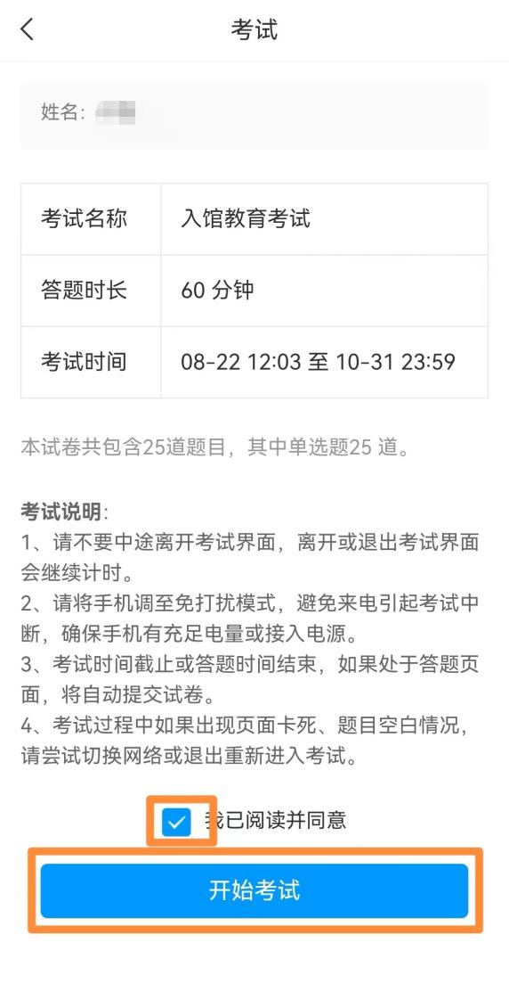 考试
姓名:
考试名称 入馆教育考试
答题时长 60 分钟
考试时间 08-22 12:03 至 10-31 23:59
本试卷共包含25道题目，其中单选题25 道。
考试说明:
1、请不要中途离开考试界面，离开或退出考试界面
会继续计时。
2、请将手机调至免打扰模式，避免来电引起考试中
断，确保手机有充足电量或接入电源。
3、考试时间截止或答题时间结束，如果处于答题页
面，将自动提交试卷。
4、考试过程中如果出现页面卡死、题目空白情况，
请尝试切换网络或退出重新进入考试。
我已阅读并同意
开始考试